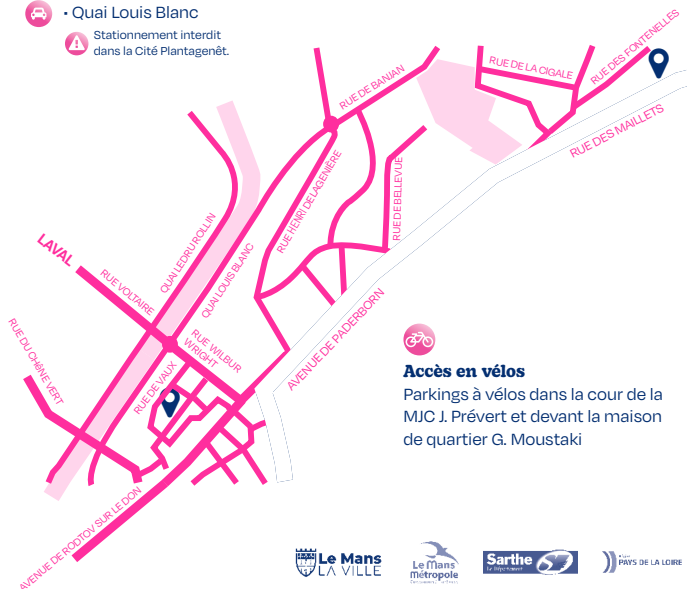 • Quai Louis Blanc
Stationnement interdit
dans la Cité Plantagenêt.
RUE DE BANJAN
RUE DE LA CIGALE
RUE DES FONTENELLES
RUE DES MAILLETS
RUE HENRI DELAGENIÈRE
RUE DE BELLEVUE
QUAI LEDRU ROLLIN
QUAI LOUIS BLANC
LAVAL
RUE VOLTAIRE
RUE WILBUR
WRIGHT
AVENUE DE PADERBORN
RUE DU CHêNE VERT
RUE DE VAUX
AVENUE DE RODTOV SUR LE DON
Accès en vélos
Parkings à vélos dans la cour de la
MJC J. Prévert et devant la maison
de quartier G. Moustaki
Le Mans
LA VILLE
Le Mans
Métropole
Sarthe
Le Département
PAYS DE LA LOIRE